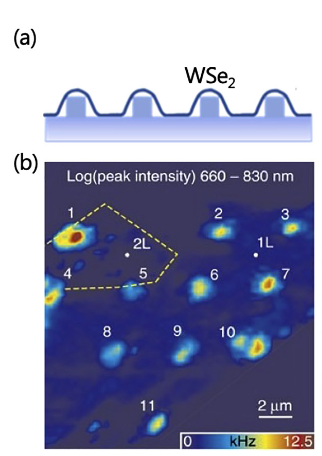 (a)
WSe₂
(b)
Log(peak intensity) 660 – 830 nm
1
2
3
2L
1L
4
5
6
7
8
9
10
11
2 μm
0 kHz 12.5